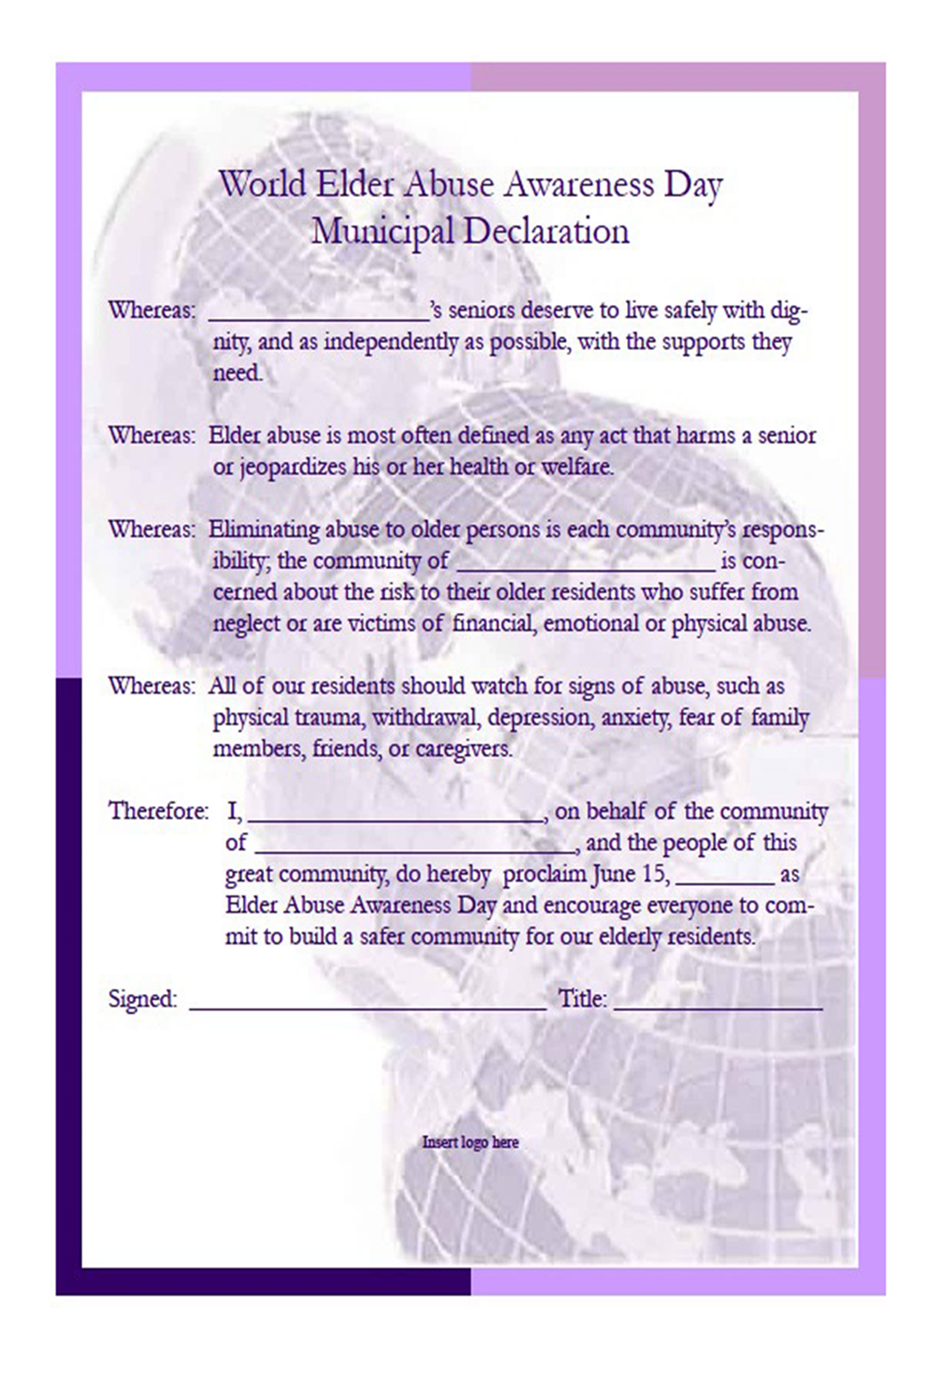 World Elder Abuse Awareness Day
Municipal Declaration
Whereas: ____________________’s seniors deserve to live safely with dig-
nity, and as independently as possible, with the supports they
need.
Whereas: Elder abuse is most often defined as any act that harms a senior
or jeopardizes his or her health or welfare.
Whereas: Eliminating abuse to older persons is each community’s respons-
ibility; the community of ____________________ is con-
cerned about the risk to their older residents who suffer from
neglect or are victims of financial, emotional or physical abuse.
Whereas: All of our residents should watch for signs of abuse, such as
physical trauma, withdrawal, depression, anxiety, fear of family
members, friends, or caregivers.
Therefore: I, ________________________, on behalf of the community
of __________________________, and the people of this
great community, do hereby proclaim June 15, ________ as
Elder Abuse Awareness Day and encourage everyone to com-
mit to build a safer community for our elderly residents.
Signed: _____________________________ Title: _________________
Insert logo here